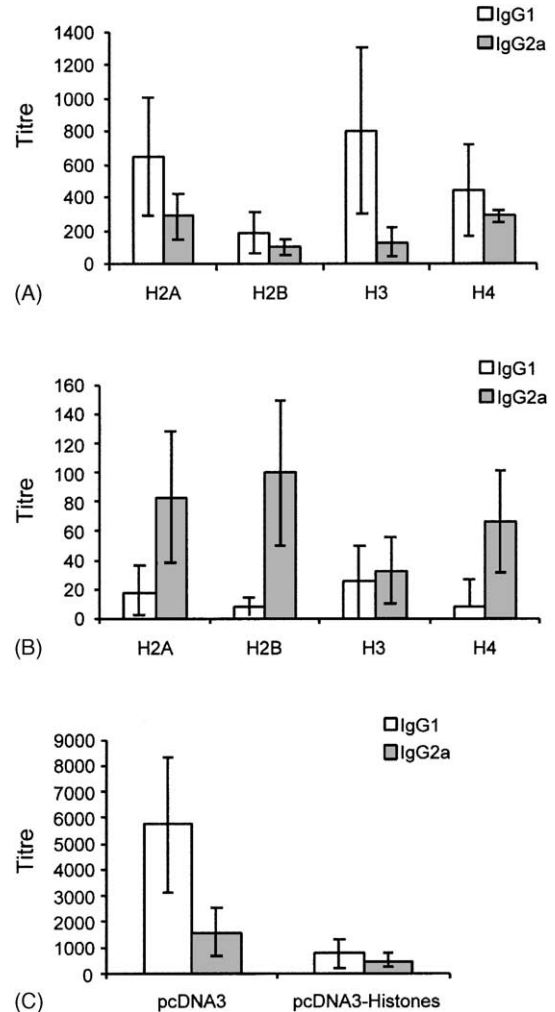 IgG1
IgG2a
1400
1200
1000
800
600
400
200
0
Titre
H2A H2B H3 H4
(A)
IgG1
IgG2a
160
140
120
100
80
60
40
20
0
Titre
H2A H2B H3 H4
(B)
IgG1
IgG2a
9000
8000
7000
6000
5000
4000
3000
2000
1000
0
Titre
pcDNA3 pcDNA3-Histones
(C)